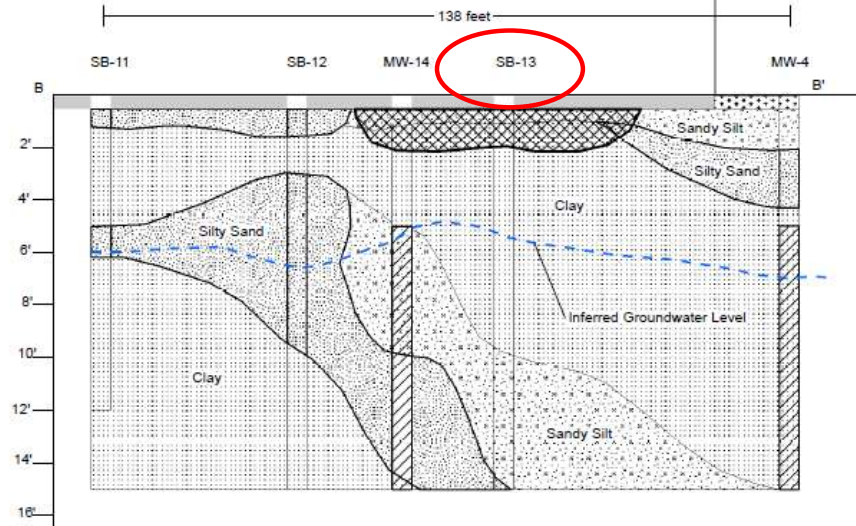 138 feet
SB-11
SB-12
MW-14
SB-13
MW-4
B
B'
Sandy Silt
2'
Silty Sand
4'
Clay
Silty Sand
6'
8'
Inferred Groundwater Level
10'
Clay
12'
Sandy Silt
14'
16'